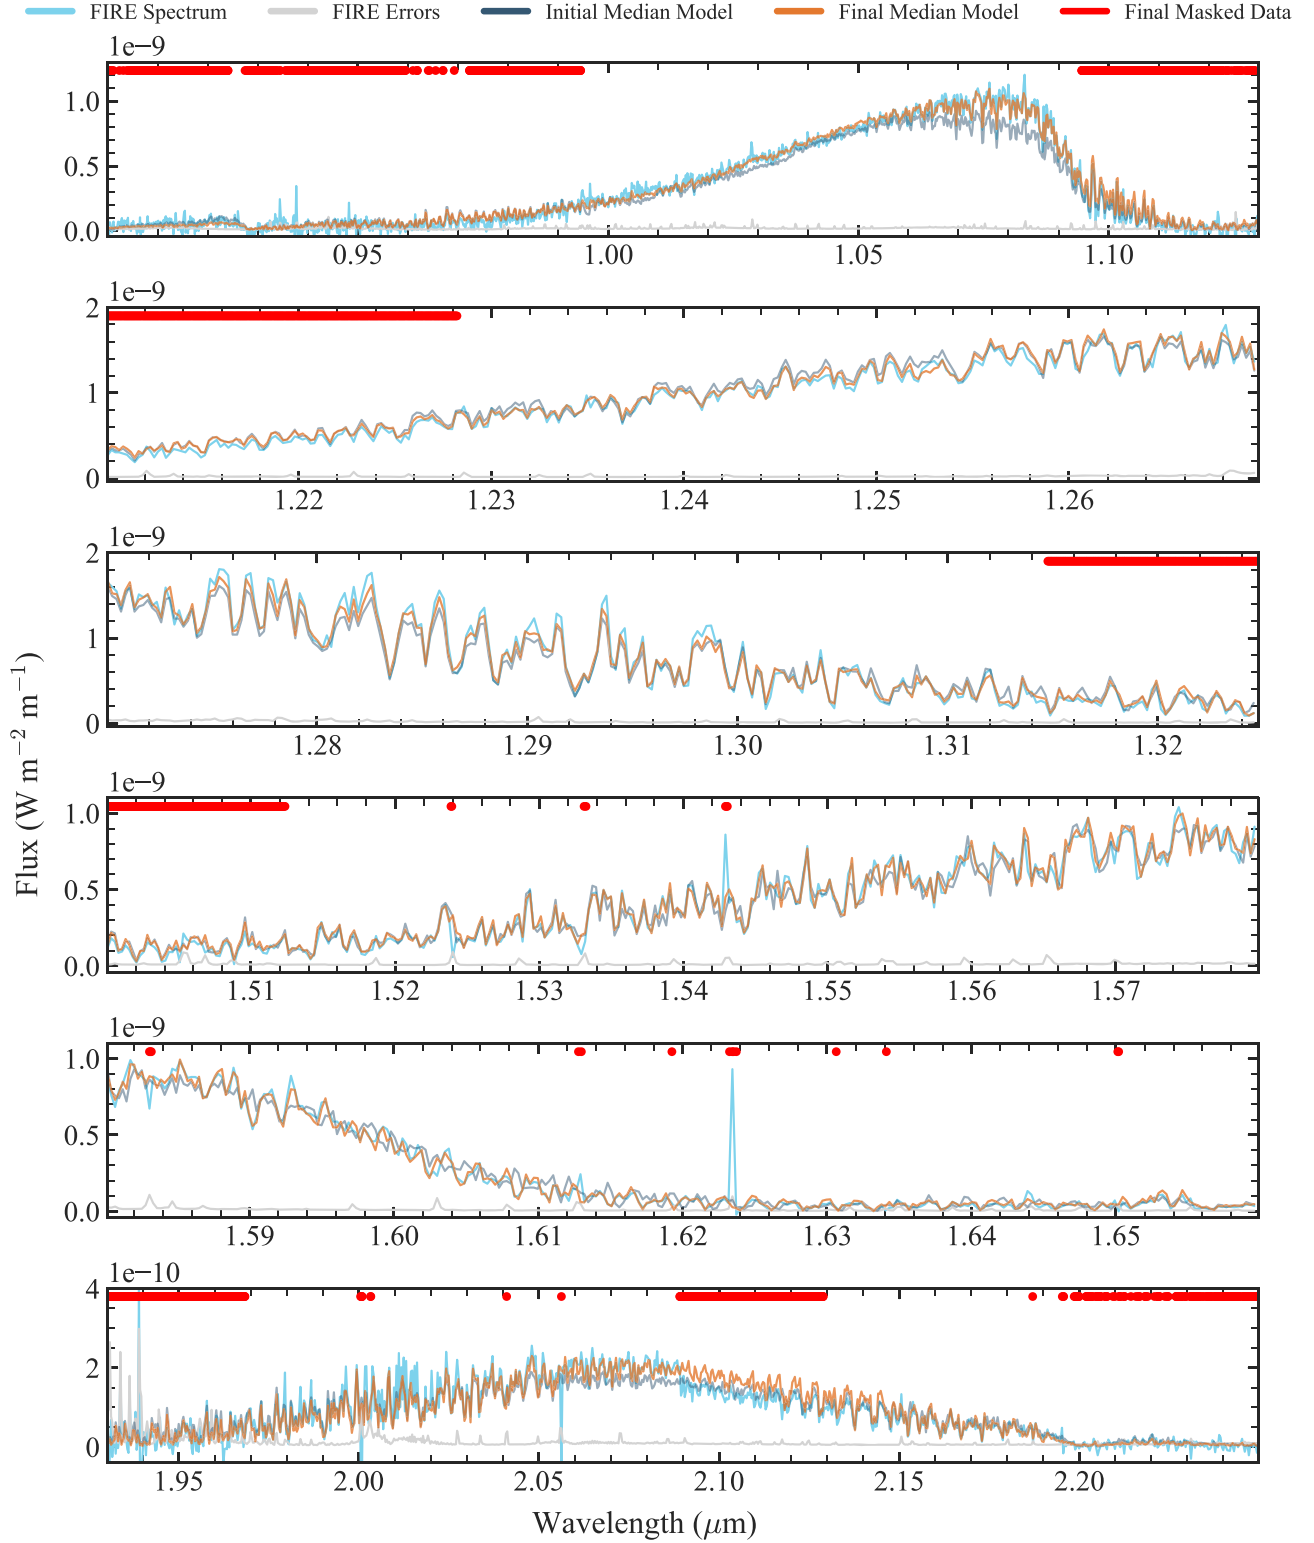 FIRE Spectrum FIRE Errors Initial Median Model Final Median Model Final Masked Data
1e−9
1.0
0.5
0.0
0.95 1.00 1.05 1.10
1e−9
2
1
0
1.22 1.23 1.24 1.25 1.26
1e−9
2
1
0
1.28 1.29 1.30 1.31 1.32
Flux (W m⁻² m⁻¹)
1e−9
1.0
0.5
0.0
1.51 1.52 1.53 1.54 1.55 1.56 1.57
1e−9
1.0
0.5
0.0
1.59 1.60 1.61 1.62 1.63 1.64 1.65
1e−10
4
2
0
1.95 2.00 2.05 2.10 2.15 2.20
Wavelength (μm)